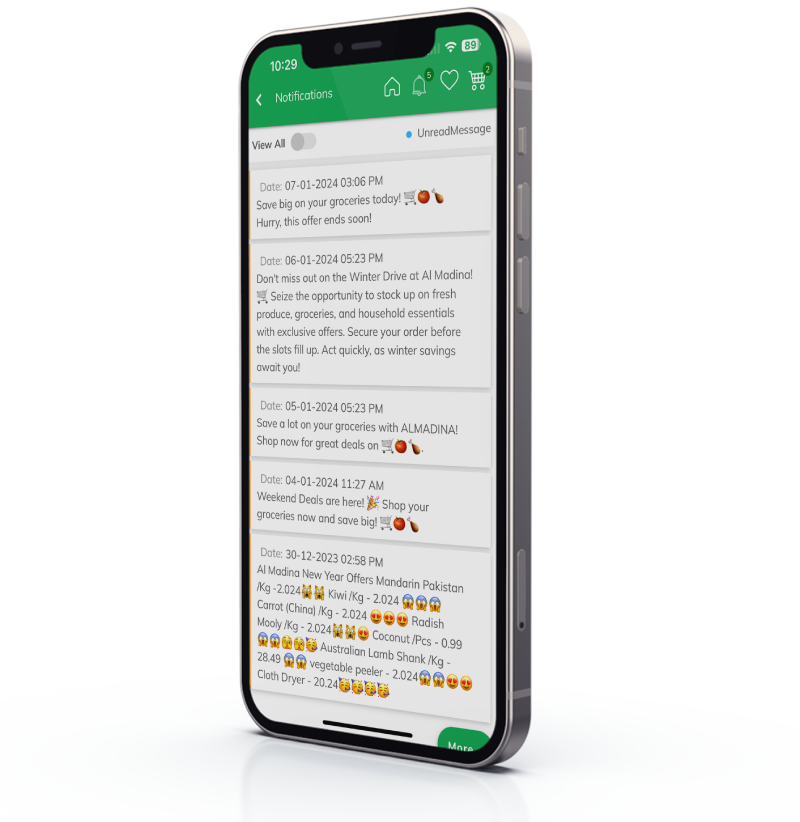 10:29
89
Notifications
5
2
View All
UnreadMessage
Date: 07-01-2024 03:06 PM
Save big on your groceries today! 🛒🍅🍗
Hurry, this offer ends soon!
Date: 06-01-2024 05:23 PM
Don't miss out on the Winter Drive at Al Madina!
🛒 Seize the opportunity to stock up on fresh
produce, groceries, and household essentials
with exclusive offers. Secure your order before
the slots fill up. Act quickly, as winter savings
await you!
Date: 05-01-2024 05:23 PM
Save a lot on your groceries with ALMADINA!
Shop now for great deals on 🛒🍅🍗.
Date: 04-01-2024 11:27 AM
Weekend Deals are here! 🎉 Shop your
groceries now and save big! 🛒🍅🍗
Date: 30-12-2023 02:58 PM
Al Madina New Year Offers Mandarin Pakistan
/Kg -2.024🙀🙀 Kiwi /Kg - 2.024 😱😱😱
Carrot (China) /Kg - 2.024 😍😍😍 Radish
Mooly /Kg - 2.024🙀🙀😍 Coconut /Pcs - 0.99
😱😱🫣🫣🥳 Australian Lamb Shank /Kg -
28.49 😱😱 vegetable peeler - 2.024😱😱😍😍
Cloth Dryer - 20.24🥳🥳🥳🥳
More